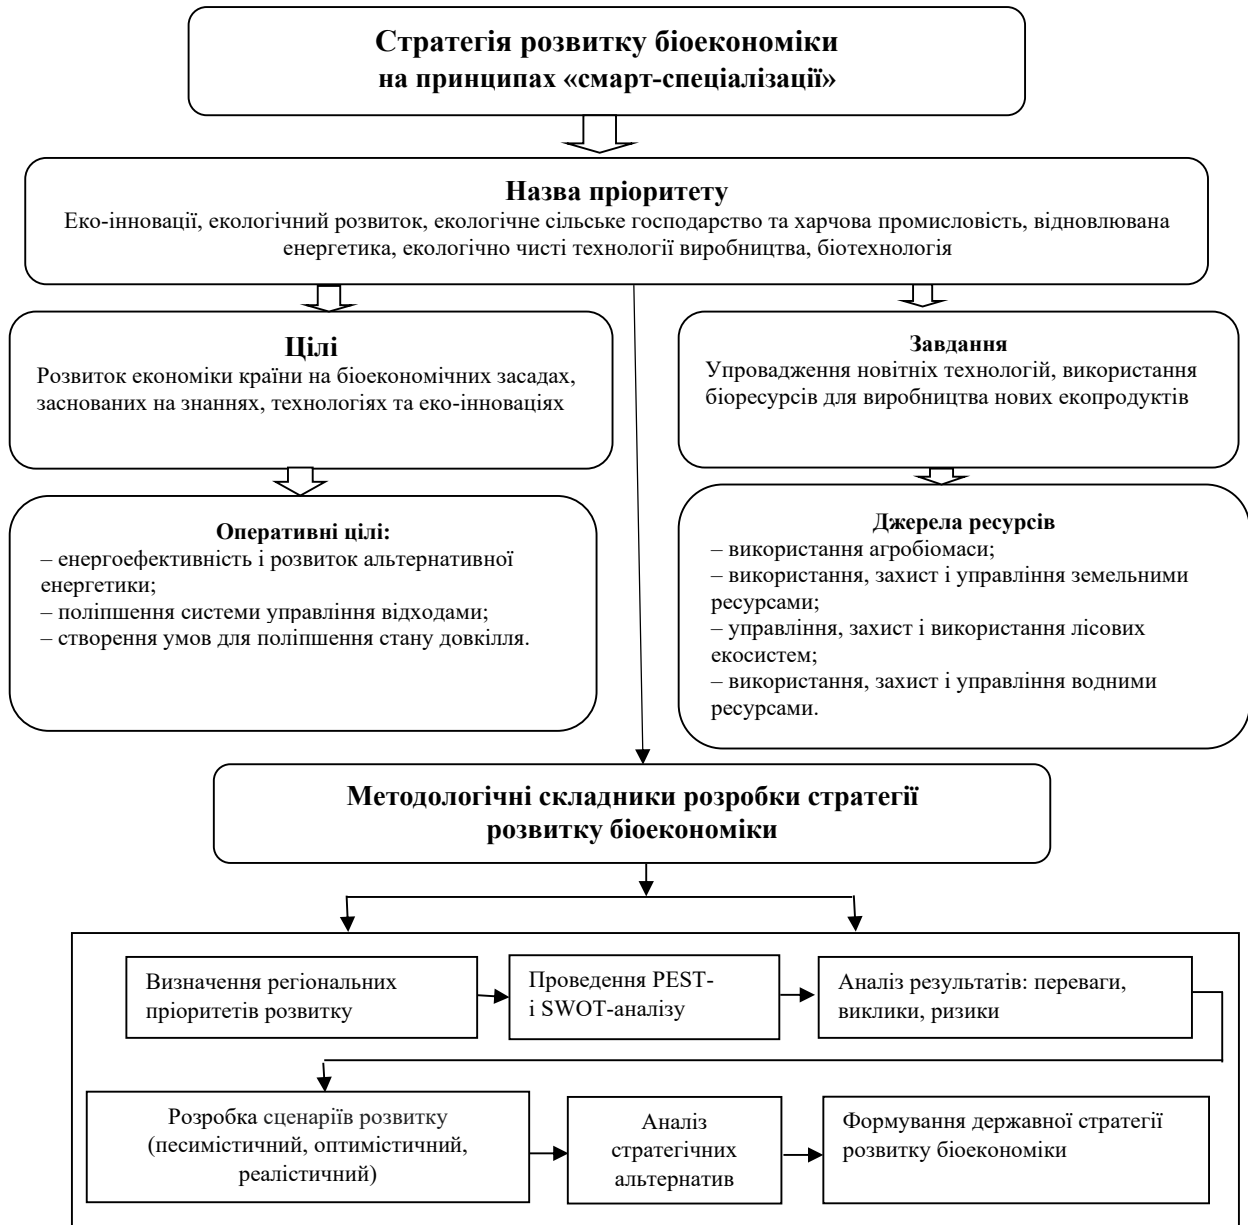 Стратегія розвитку біоекономіки
на принципах «смарт-спеціалізації»
Назва пріоритету
Еко-інновації, екологічний розвиток, екологічне сільське господарство та харчова промисловість, відновлювана
енергетика, екологічно чисті технології виробництва, біотехнологія
Цілі
Розвиток економіки країни на біоекономічних засадах,
заснованих на знаннях, технологіях та еко-інноваціях
Завдання
Упровадження новітніх технологій, використання
біоресурсів для виробництва нових екопродуктів
Оперативні цілі:
– енергоефективність і розвиток альтернативної
енергетики;
– поліпшення системи управління відходами;
– створення умов для поліпшення стану довкілля.
Джерела ресурсів
– використання агробіомаси;
– використання, захист і управління земельними
ресурсами;
– управління, захист і використання лісових
екосистем;
– використання, захист і управління водними
ресурсами.
Методологічні складники розробки стратегії
розвитку біоекономіки
Визначення регіональних
пріоритетів розвитку
Проведення PEST-
і SWOT-аналізу
Аналіз результатів: переваги,
виклики, ризики
Розробка сценаріїв розвитку
(песимістичний, оптимістичний,
реалістичний)
Аналіз
стратегічних
альтернатив
Формування державної стратегії
розвитку біоекономіки